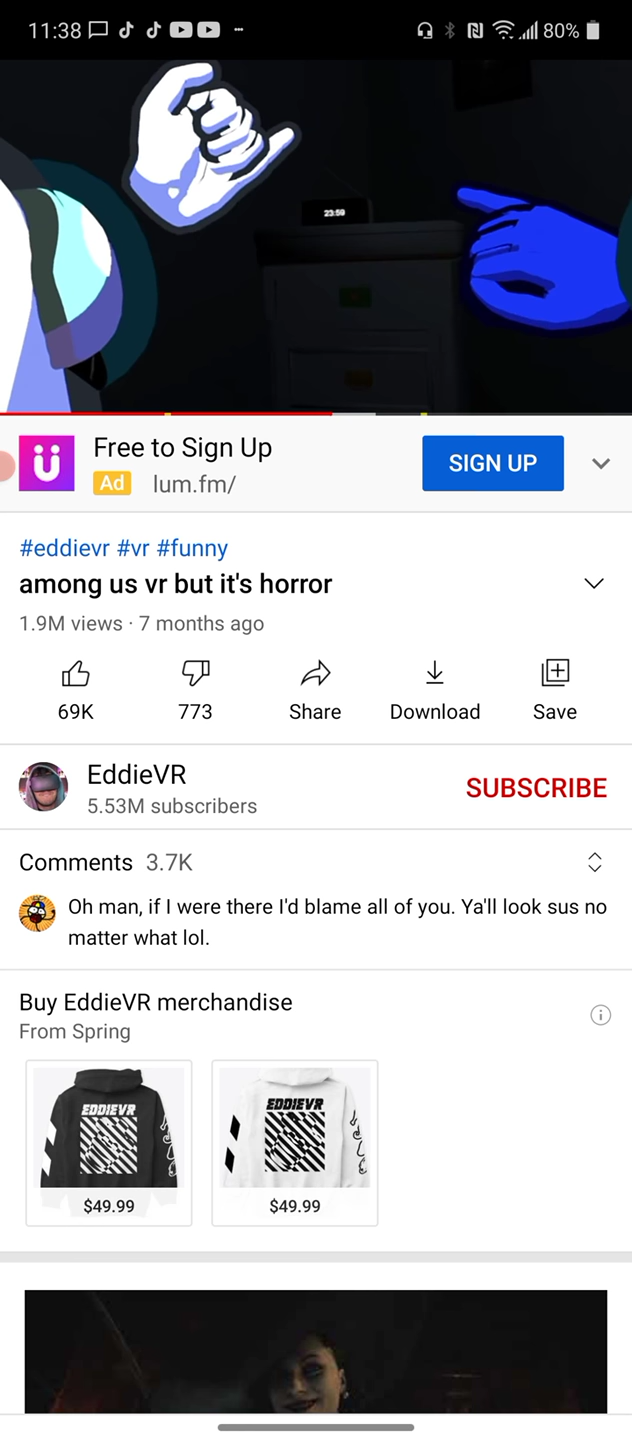 11:38
80%
23:59
Free to Sign Up
SIGN UP
Ad lum.fm/
#eddievr #vr #funny
among us vr but it's horror
1.9M views · 7 months ago
69K 773 Share Download Save
EddieVR
5.53M subscribers
SUBSCRIBE
Comments 3.7K
Oh man, if I were there I'd blame all of you. Ya'll look sus no
matter what lol.
Buy EddieVR merchandise
From Spring
EDDIEVR EDDIEVR
$49.99 $49.99